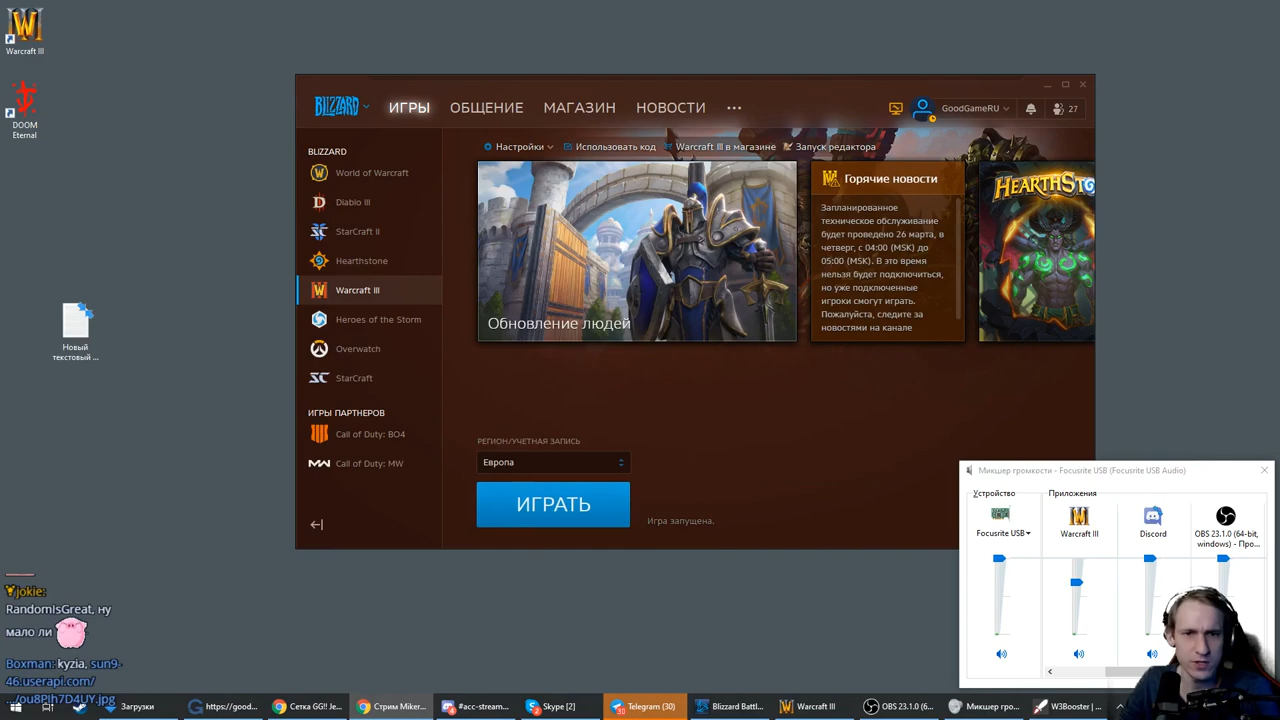 Warcraft III
DOOM
Eternal
Новый
текстовый ...
BLIZZARD
ИГРЫ
ОБЩЕНИЕ
МАГАЗИН
НОВОСТИ
GoodGameRU
27
BLIZZARD
World of Warcraft
Diablo III
StarCraft II
Hearthstone
Warcraft III
Heroes of the Storm
Overwatch
StarCraft
ИГРЫ ПАРТНЕРОВ
Call of Duty: BO4
Call of Duty: MW
Настройки
Использовать код
Warcraft III в магазине
Запуск редактора
Обновление людей
Горячие новости
Запланированное
техническое обслуживание
будет проведено 26 марта, в
четверг, с 04:00 (MSK) до
05:00 (MSK). В это время
нельзя будет подключиться,
но уже подключенные
игроки смогут играть.
Пожалуйста, следите за
новостями на канале
РЕГИОН/УЧЕТНАЯ ЗАПИСЬ
Европа
ИГРАТЬ
Игра запущена.
Микшер громкости - Focusrite USB (Focusrite USB Audio)
Устройство
Приложения
Focusrite USB
Warcraft III
Discord
OBS 23.1.0 (64-bit,
windows) - Про...
jokie:
RandomIsGreat, ну
мало ли
Boxman: kyzia, sun9-
46.userapi.com/
.../ou8Plh7D4UY.jpg
Загрузки
https://good...
Сетка GG!! Je...
Стрим Miker...
#acc-stream...
Skype [2]
Telegram (30)
Blizzard Battl...
Warcraft III
OBS 23.1.0 (6...
Микшер гро...
W3Booster | ...